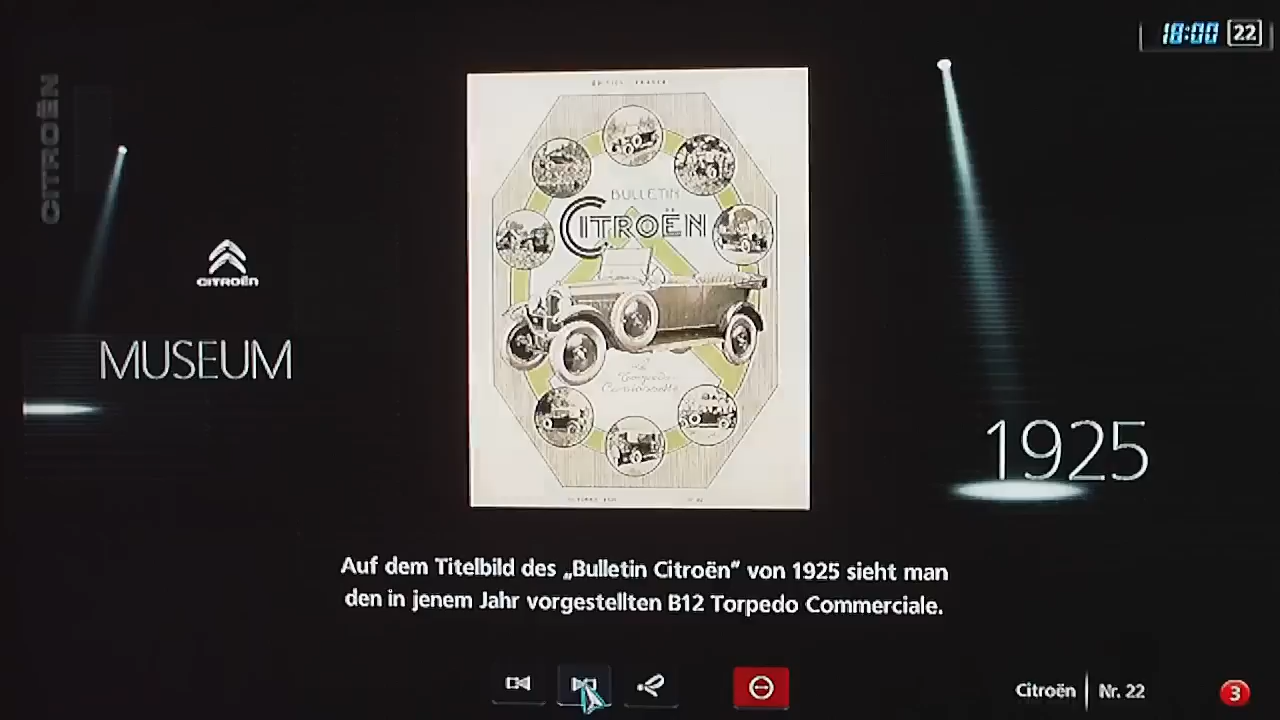 18:00 22
CITROËN
CITROËN
MUSEUM
BULLETIN
CITROËN
1925
Auf dem Titelbild des „Bulletin Citroën“ von 1925 sieht man
den in jenem Jahr vorgestellten B12 Torpedo Commerciale.
Citroën | Nr. 22
3